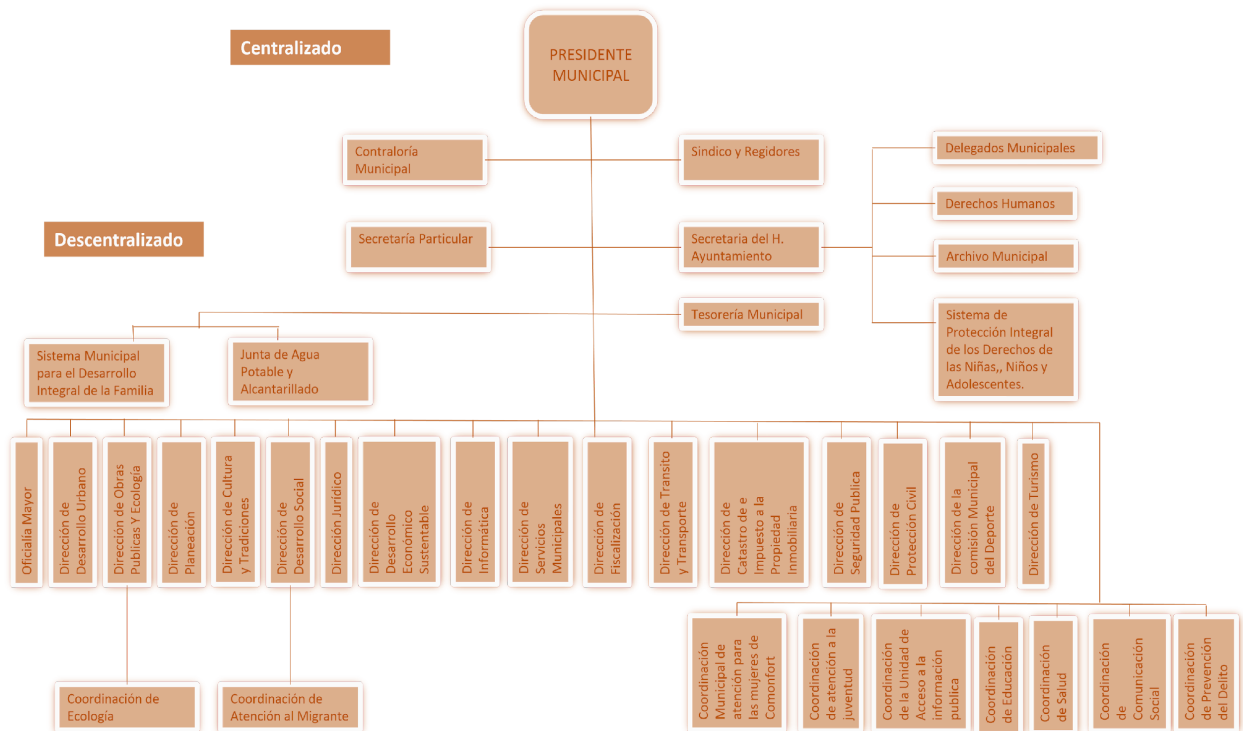 Centralizado
PRESIDENTE
MUNICIPAL
Contraloría
Municipal
Sindico y Regidores
Delegados Municipales
Derechos Humanos
Descentralizado
Secretaría Particular
Secretaria del H.
Ayuntamiento
Archivo Municipal
Tesorería Municipal
Sistema de
Protección Integral
de los Derechos de
las Niñas,, Niños y
Adolescentes.
Sistema Municipal
para el Desarrollo
Integral de la Familia
Junta de Agua
Potable y
Alcantarillado
Oficialía Mayor
Dirección de
Desarrollo Urbano
Dirección de Obras
Publicas Y Ecología
Dirección de
Planeación
Dirección de Cultura
y Tradiciones
Dirección de
Desarrollo Social
Dirección Jurídico
Dirección de
Desarrollo
Económico
Sustentable
Dirección de
Informática
Dirección de
Servicios
Municipales
Dirección de
Fiscalización
Dirección de Transito
y Transporte
Dirección de
Catastro de e
Impuesto a la
Propiedad
Inmobiliaria
Dirección de
Seguridad Publica
Dirección de
Protección Civil
Dirección de la
comisión Municipal
del Deporte
Dirección de Turismo
Coordinación de
Ecología
Coordinación de
Atención al Migrante
Coordinación
Municipal de
atención para
las mujeres de
Comonfort
Coordinación
de atención a la
juventud
Coordinación
de la Unidad de
Acceso a la
información
publica
Coordinación
de Educación
Coordinación
de Salud
Coordinación
de
Comunicación
Social
Coordinación
de Prevención
del Delito